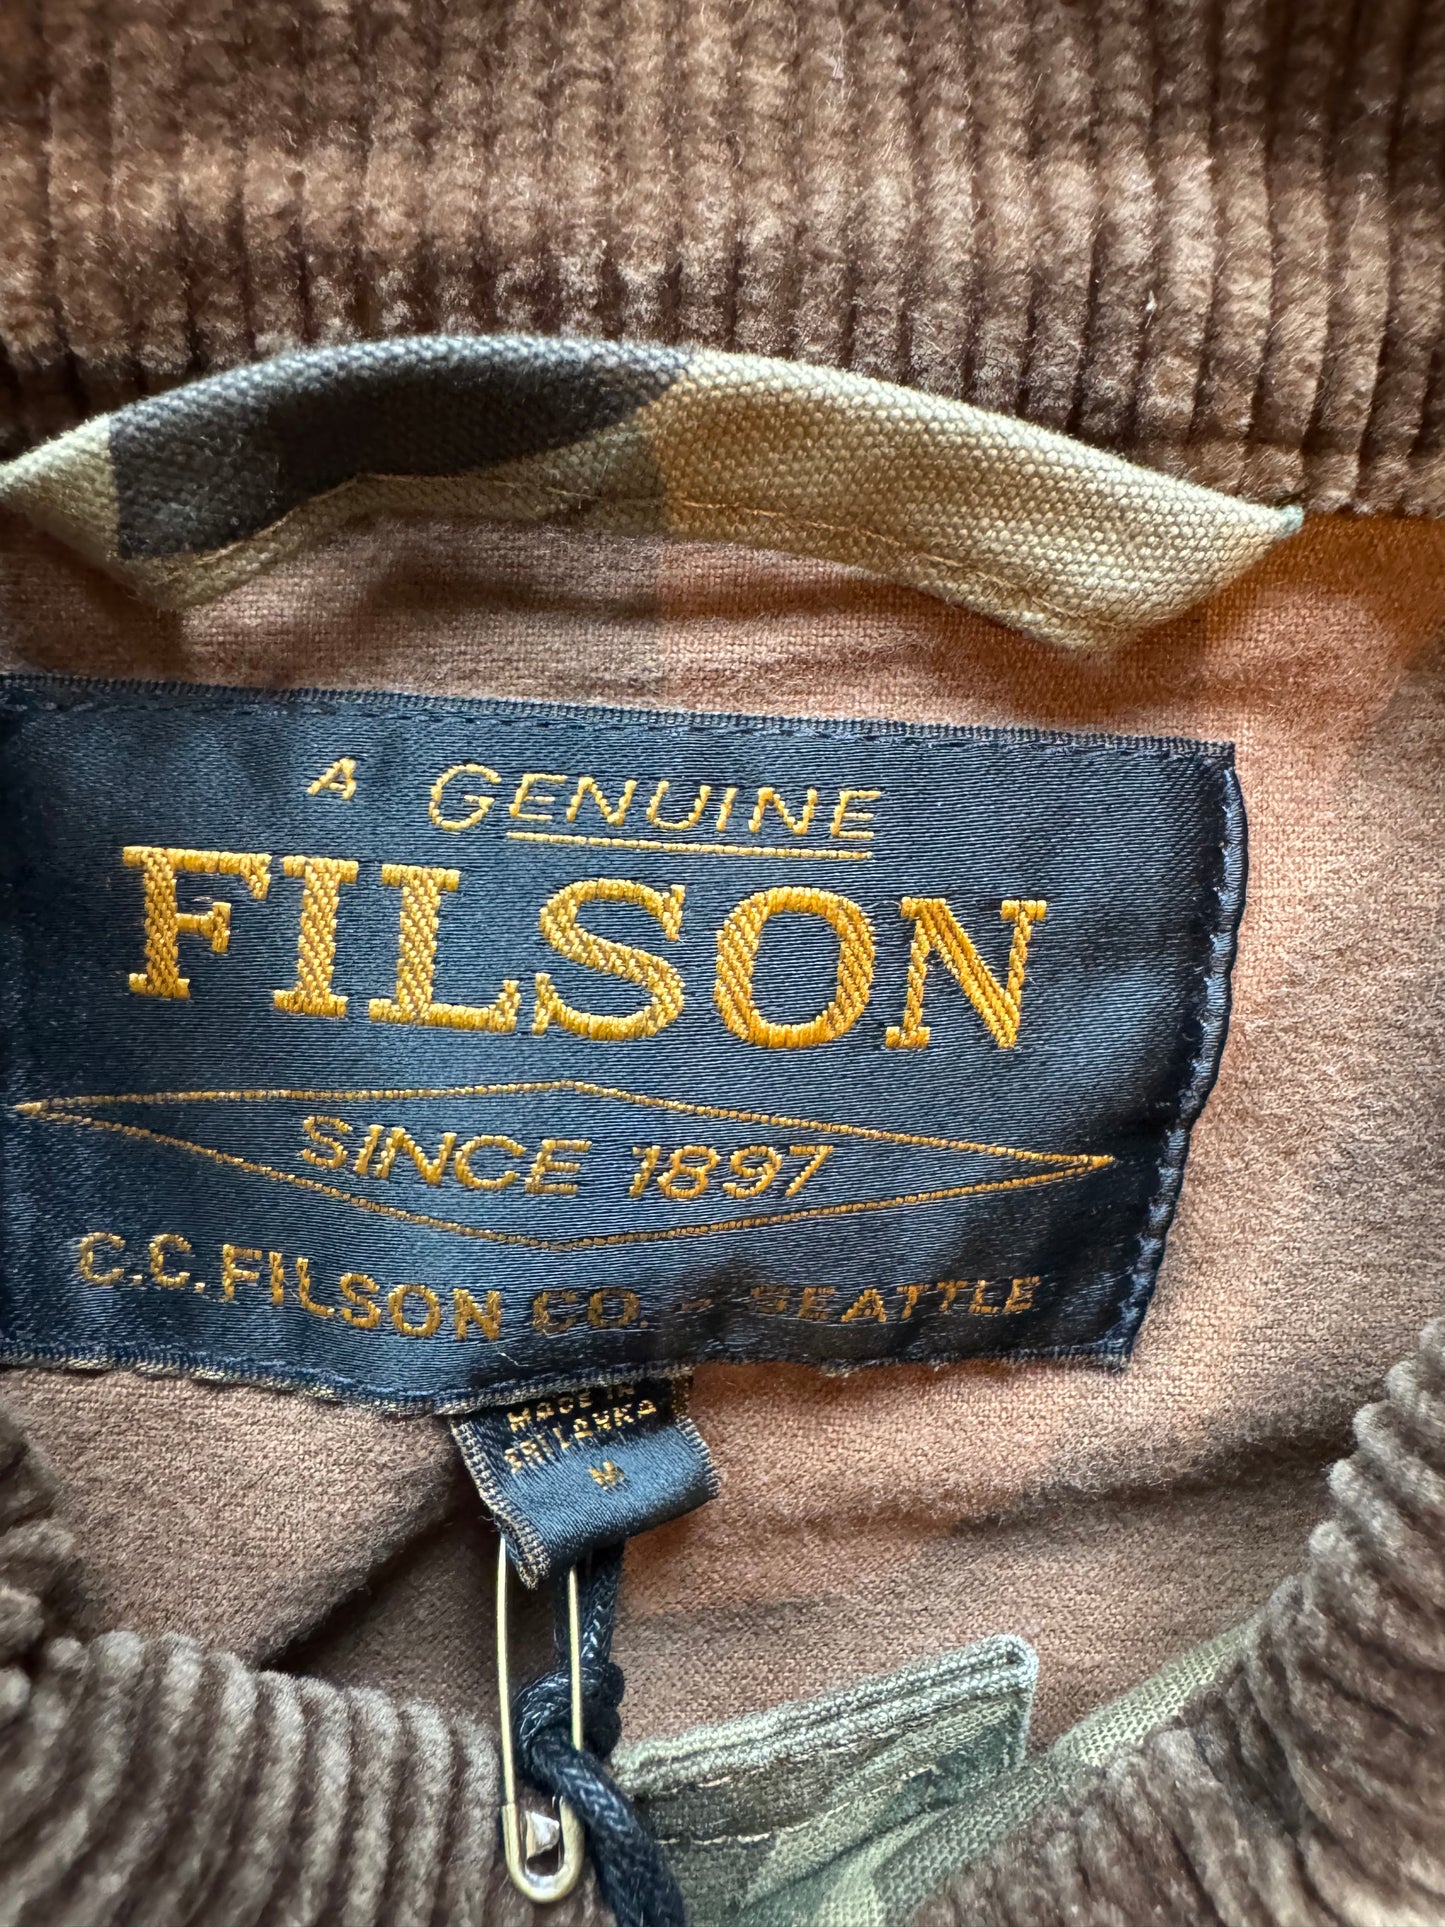 A GENUINE
FILSON
SINCE 1897
C.C. FILSON CO. - SEATTLE
MADE IN
SRI LANKA
M